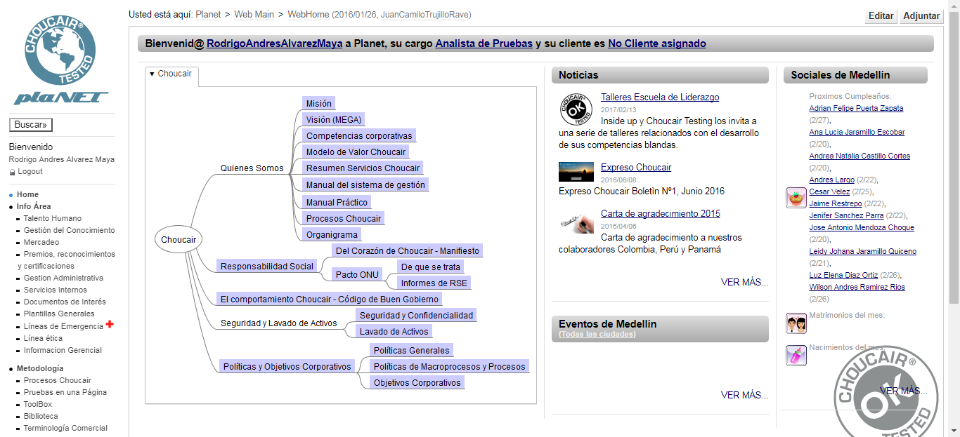 CHOUCAIR
TESTED
plaNET
Buscar»
Bienvenido
Rodrigo Andres Alvarez Maya
Logout
Home
Info Área
Talento Humano
Gestión del Conocimiento
Mercadeo
Premios, reconocimientos
y certificaciones
Gestion Administrativa
Servicios Internos
Documentos de Interés
Plantillas Generales
Líneas de Emergencia
Línea ética
Informacion Gerencial
Metodología
Procesos Choucair
Pruebas en una Página
ToolBox
Biblioteca
Terminología Comercial
Usted está aquí: Planet > Web Main > WebHome (2016/01/26, JuanCamiloTrujilloRave)
Editar Adjuntar
Bienvenid@ RodrigoAndresAlvarezMaya a Planet, su cargo Analista de Pruebas y su cliente es No Cliente asignado
▾ Choucair
Choucair
Quienes Somos
Misión
Visión (MEGA)
Competencias corporativas
Modelo de Valor Choucair
Resumen Servicios Choucair
Manual del sistema de gestión
Manual Práctico
Procesos Choucair
Organigrama
Responsabilidad Social
Del Corazón de Choucair - Manifiesto
Pacto ONU
De que se trata
Informes de RSE
El comportamiento Choucair - Código de Buen Gobierno
Seguridad y Lavado de Activos
Seguridad y Confidencialidad
Lavado de Activos
Políticas y Objetivos Corporativos
Políticas Generales
Políticas de Macroprocesos y Procesos
Objetivos Corporativos
Noticias
CHOUCAIR
OK
TESTED
Talleres Escuela de Liderazgo
2017/02/13
Inside up y Choucair Testing los invita a
una serie de talleres relacionados con el desarrollo
de sus competencias blandas.
Expreso Choucair
2016/06/08
Expreso Choucair Boletín Nº1, Junio 2016
Carta de agradecimiento 2015
2016/04/06
Carta de agradecimiento a nuestros
colaboradores Colombia, Perú y Panamá
VER MÁS...
Eventos de Medellín
(Todas las ciudades)
VER MÁS...
Sociales de Medellín
Proximos Cumpleaños:
Adrian Felipe Puerta Zapata
(2/27),
Ana Lucia Jaramillo Escobar
(2/20),
Andrea Natalia Castillo Cortes
(2/20),
Andres Largo (2/22),
Cesar Velez (2/25),
Jaime Restrepo (2/22),
Jenifer Sanchez Parra (2/22),
Jose Antonio Mendoza Choque
(2/20),
Leidy Johana Jaramillo Quiceno
(2/21),
Luz Elena Diaz Ortiz (2/26),
Wilson Andres Ramirez Rios
(2/26)
Matrimonios del mes:
Nacimientos del mes:
VER MÁS...
CHOUCAIR
OK
TESTED